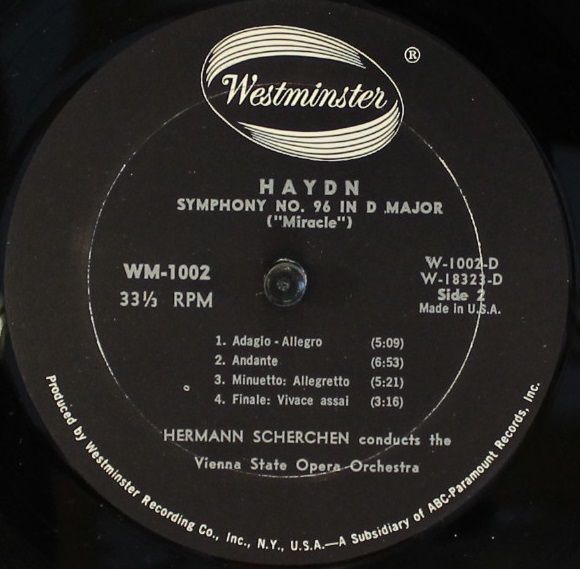 Westminster ®
HAYDN
SYMPHONY NO. 96 IN D MAJOR
("Miracle")
WM-1002
33⅓ RPM
W-1002-D
W-18323-D
Side 2
Made in U.S.A.
1. Adagio - Allegro (5:09)
2. Andante (6:53)
3. Minuetto: Allegretto (5:21)
4. Finale: Vivace assai (3:16)
HERMANN SCHERCHEN conducts the
Vienna State Opera Orchestra
Produced by Westminster Recording Co., Inc., N.Y., U.S.A.—A Subsidiary of ABC-Paramount Records, Inc.